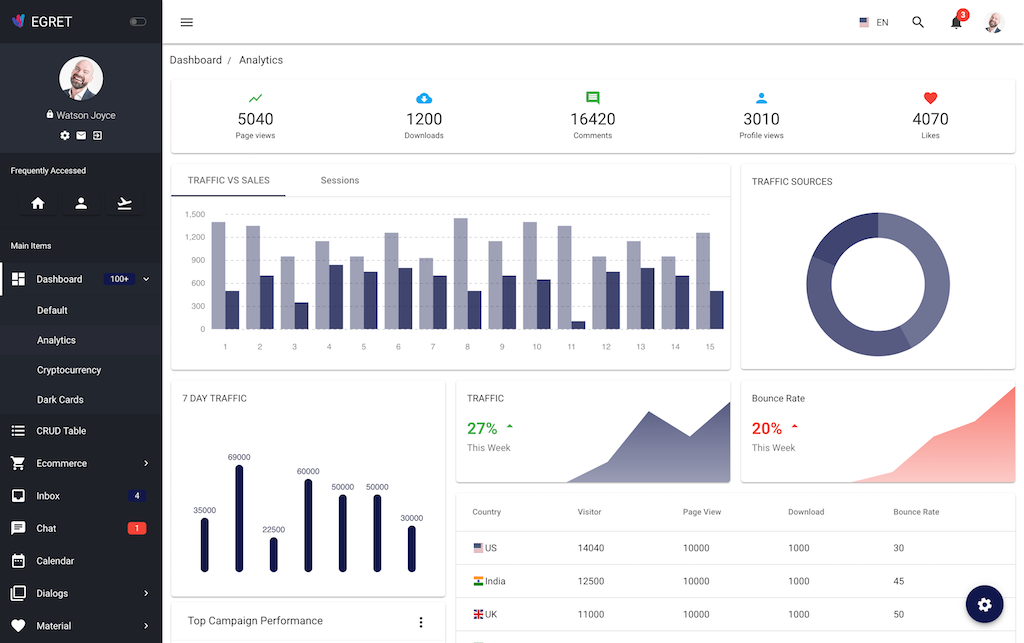 EGRET
EN
3
Watson Joyce
Frequently Accessed
Main Items
Dashboard 100+
Default
Analytics
Cryptocurrency
Dark Cards
CRUD Table
Ecommerce
Inbox 4
Chat 1
Calendar
Dialogs
Material
Dashboard / Analytics
5040
Page views
1200
Downloads
16420
Comments
3010
Profile views
4070
Likes
TRAFFIC VS SALES Sessions
1,500
1,200
900
600
300
0
1 2 3 4 5 6 7 8 9 10 11 12 13 14 15
TRAFFIC SOURCES
7 DAY TRAFFIC
35000 69000 22500 60000 50000 50000 30000
TRAFFIC
27%
This Week
Bounce Rate
20%
This Week
Country Visitor Page View Download Bounce Rate
US 14040 10000 1000 30
India 12500 10000 1000 45
UK 11000 10000 1000 50
Top Campaign Performance